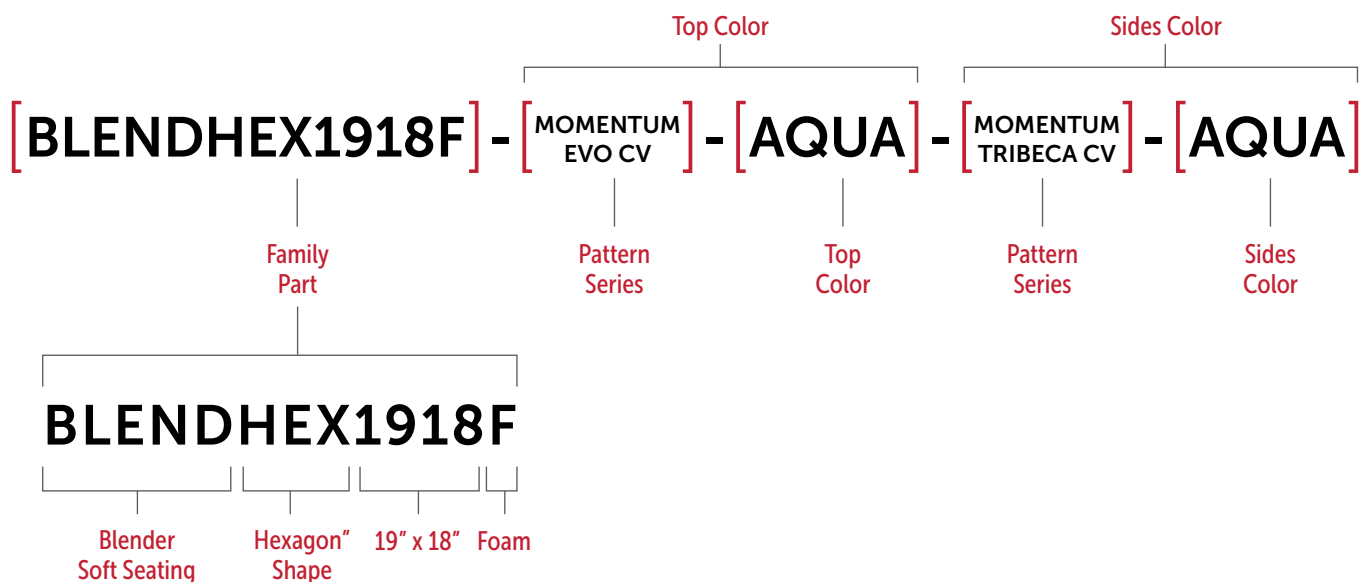 Top Color
Sides Color
[BLENDHEX1918F] - [MOMENTUM EVO CV] - [AQUA] - [MOMENTUM TRIBECA CV] - [AQUA]
Family Part
Pattern Series
Top Color
Pattern Series
Sides Color
BLENDHEX1918F
Blender Soft Seating
Hexagon” Shape
19” x 18”
Foam